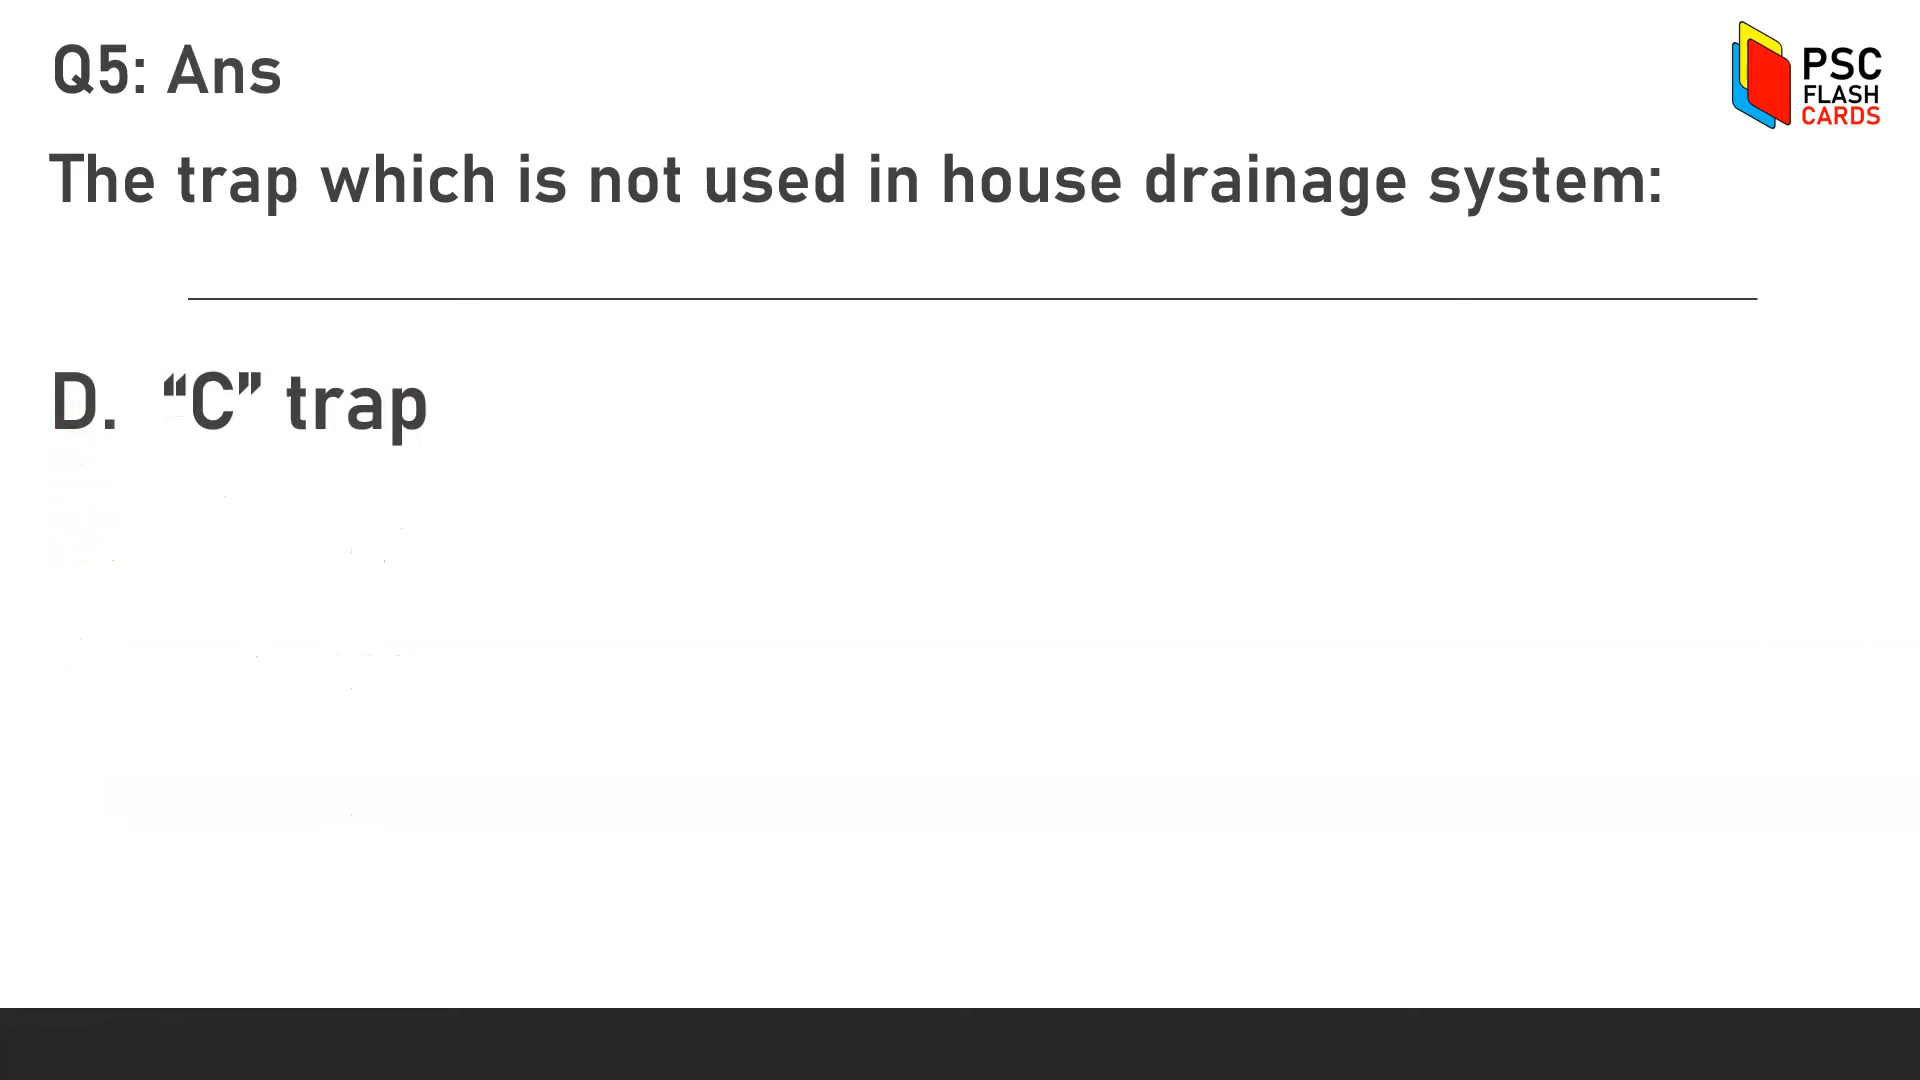 Q5: Ans
PSC
FLASH
CARDS
The trap which is not used in house drainage system:
D. “C” trap